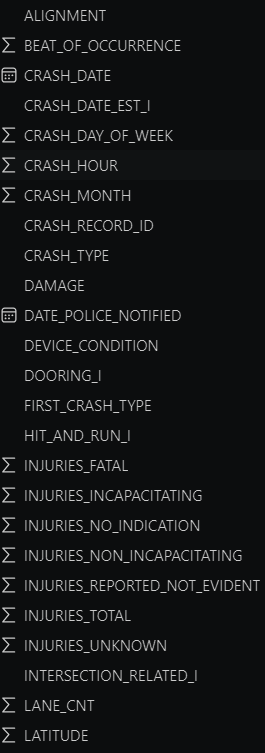 ALIGNMENT
BEAT_OF_OCCURRENCE
CRASH_DATE
CRASH_DATE_EST_I
CRASH_DAY_OF_WEEK
CRASH_HOUR
CRASH_MONTH
CRASH_RECORD_ID
CRASH_TYPE
DAMAGE
DATE_POLICE_NOTIFIED
DEVICE_CONDITION
DOORING_I
FIRST_CRASH_TYPE
HIT_AND_RUN_I
INJURIES_FATAL
INJURIES_INCAPACITATING
INJURIES_NO_INDICATION
INJURIES_NON_INCAPACITATING
INJURIES_REPORTED_NOT_EVIDENT
INJURIES_TOTAL
INJURIES_UNKNOWN
INTERSECTION_RELATED_I
LANE_CNT
LATITUDE